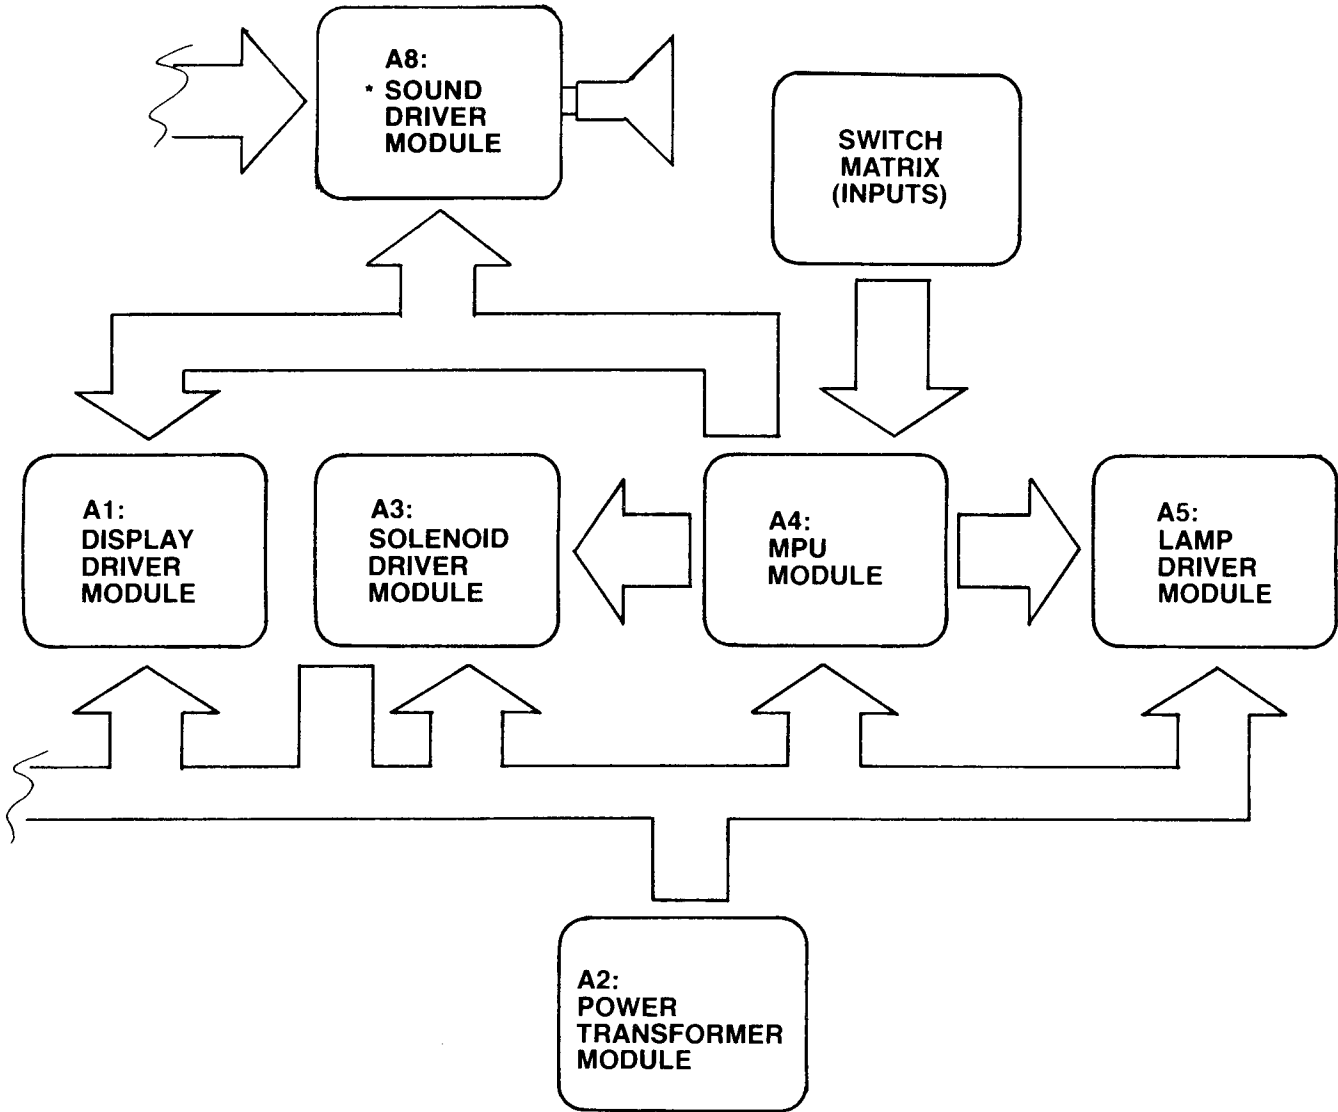 A8:
* SOUND
DRIVER
MODULE
SWITCH
MATRIX
(INPUTS)
A1:
DISPLAY
DRIVER
MODULE
A3:
SOLENOID
DRIVER
MODULE
A4:
MPU
MODULE
A5:
LAMP
DRIVER
MODULE
A2:
POWER
TRANSFORMER
MODULE